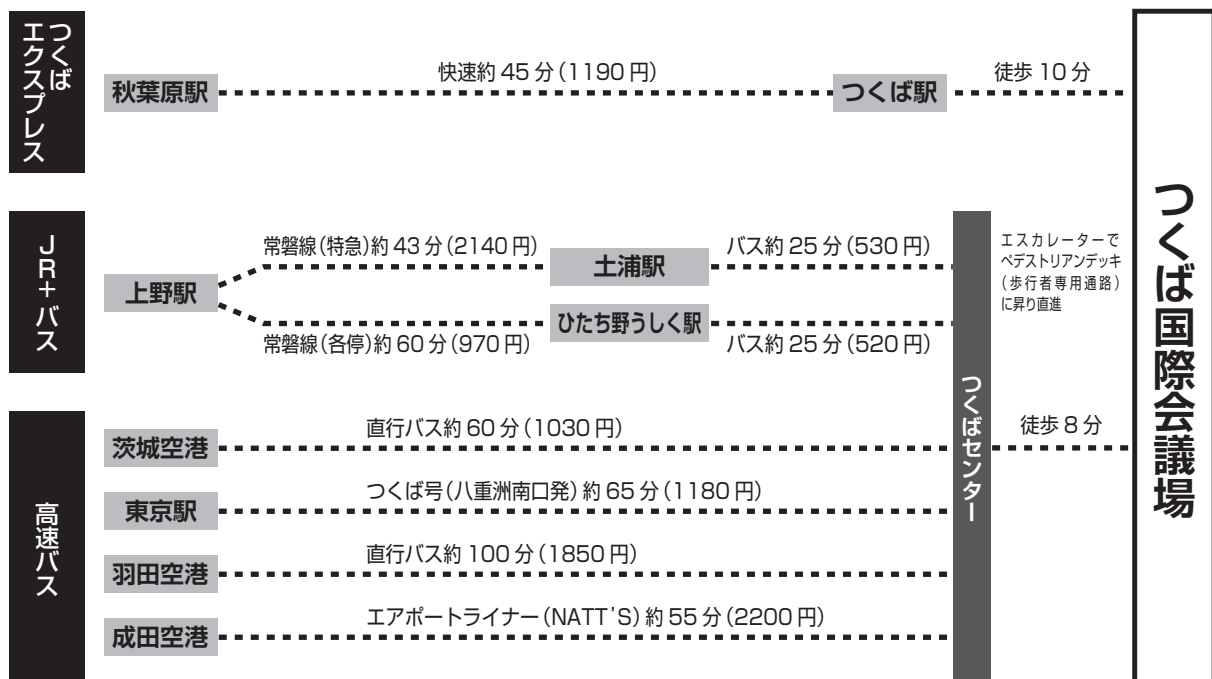 つくば
エクスプレス
秋葉原駅
快速約 45 分(1190 円)
つくば駅
徒歩 10 分
JR+バス
上野駅
常磐線(特急)約 43 分(2140 円)
土浦駅
バス約 25 分(530 円)
常磐線(各停)約 60 分(970 円)
ひたち野うしく駅
バス約 25 分(520 円)
エスカレーターで
ペデストリアンデッキ
(歩行者専用通路)
に昇り直進
高速バス
茨城空港
直行バス約 60 分(1030 円)
東京駅
つくば号(八重洲南口発) 約 65 分(1180 円)
羽田空港
直行バス約 100 分(1850 円)
成田空港
エアポートライナー(NATT'S) 約 55 分(2200 円)
つくばセンター
徒歩 8 分
つくば国際会議場